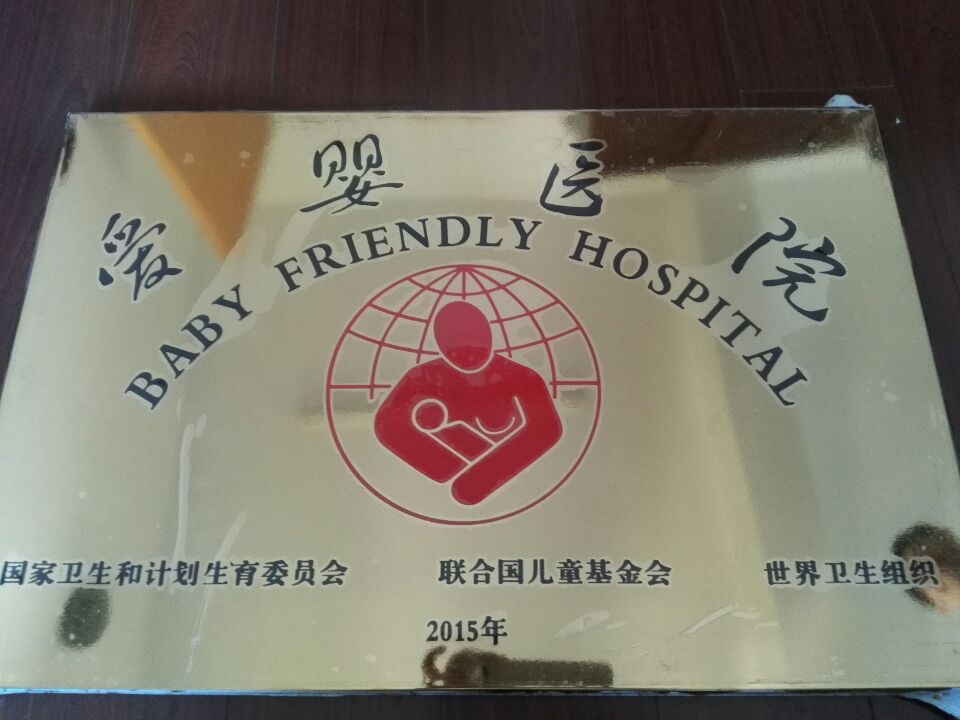 爱婴医院
BABY FRIENDLY HOSPITAL
国家卫生和计划生育委员会 联合国儿童基金会 世界卫生组织
2015年